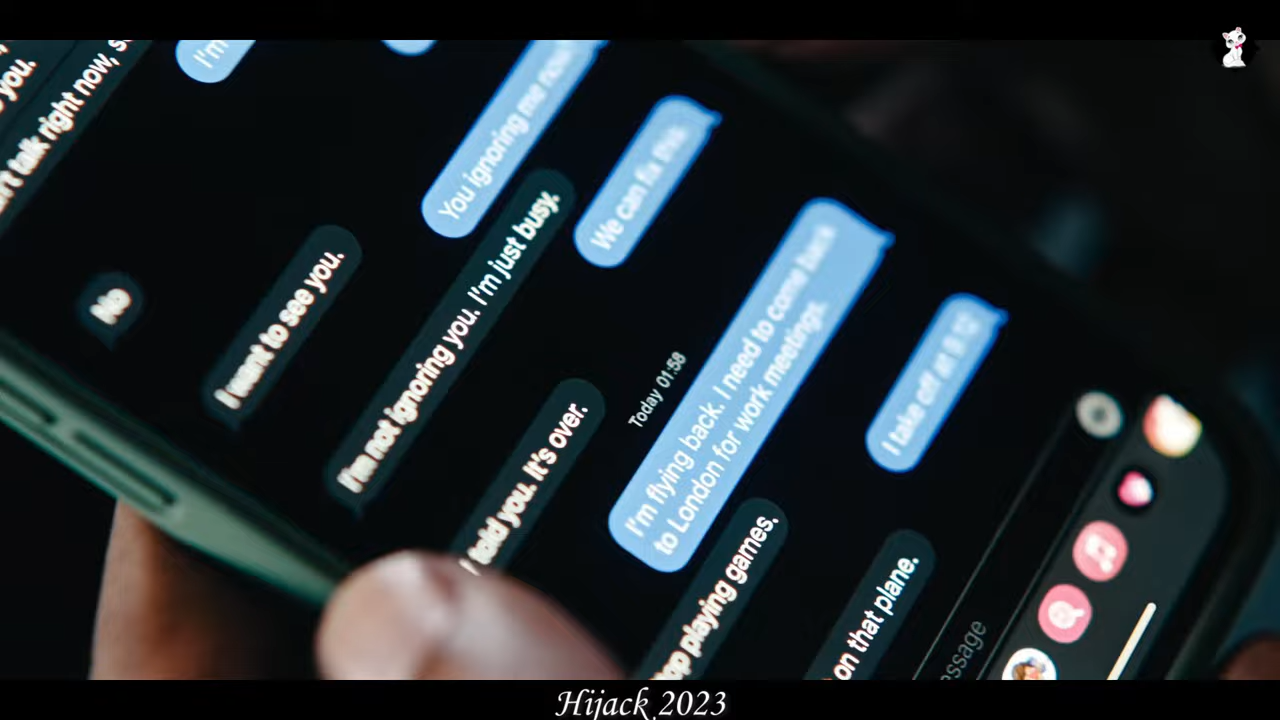 you.
can't talk right now, s
I'm
No
I want to see you.
You ignoring me now
I'm not ignoring you. I'm just busy.
We can fix this
I told you. It's over.
Today 01:58
I'm flying back. I need to come back
to London for work meetings.
playing games.
I take off at
on that plane.
Hijack 2023